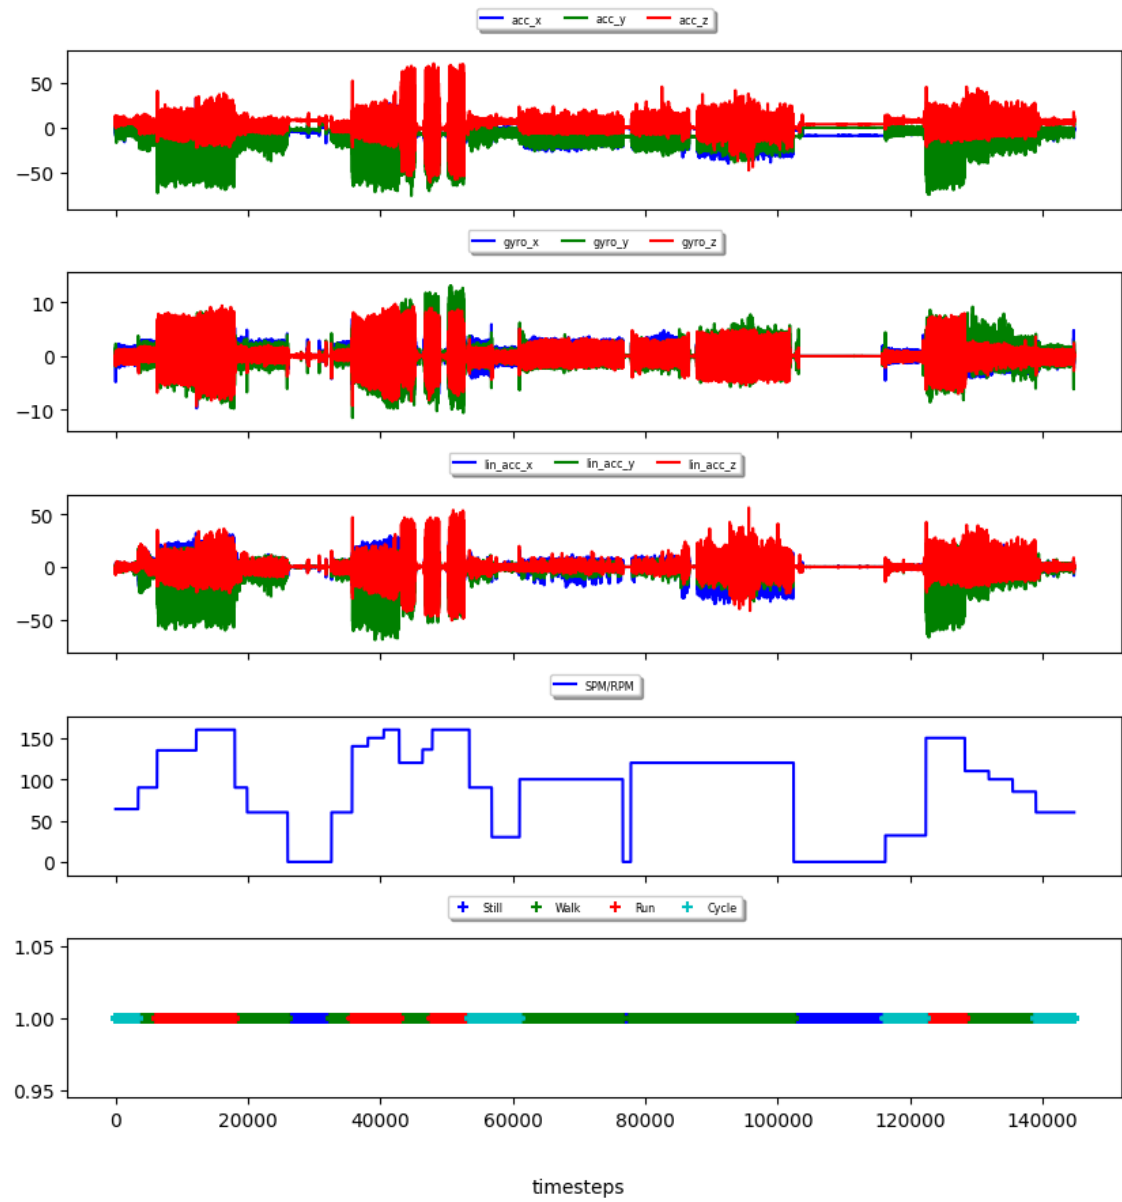 acc_x acc_y acc_z
50
0
−50
gyro_x gyro_y gyro_z
10
0
−10
lin_acc_x lin_acc_y lin_acc_z
50
0
−50
SPM/RPM
150
100
50
0
Still Walk Run Cycle
1.05
1.00
0.95
0 20000 40000 60000 80000 100000 120000 140000
timesteps